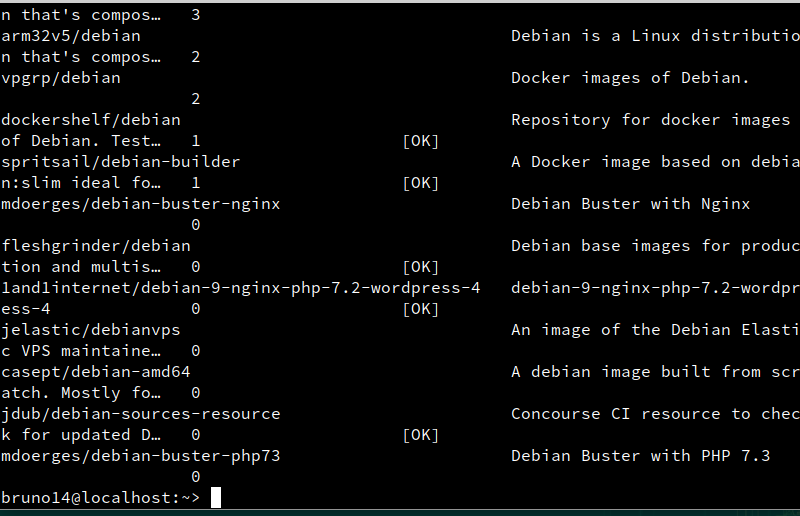 n that's compos… 3
arm32v5/debian Debian is a Linux distributio
n that's compos… 2
vpgrp/debian Docker images of Debian.
2
dockershelf/debian Repository for docker images
of Debian. Test… 1 [OK]
spritsail/debian-builder A Docker image based on debia
n:slim ideal fo… 1 [OK]
mdoerges/debian-buster-nginx Debian Buster with Nginx
0
fleshgrinder/debian Debian base images for produc
tion and multis… 0 [OK]
1and1internet/debian-9-nginx-php-7.2-wordpress-4 debian-9-nginx-php-7.2-wordpr
ess-4 0 [OK]
jelastic/debianvps An image of the Debian Elasti
c VPS maintaine… 0
casept/debian-amd64 A debian image built from scr
atch. Mostly fo… 0
jdub/debian-sources-resource Concourse CI resource to chec
k for updated D… 0 [OK]
mdoerges/debian-buster-php73 Debian Buster with PHP 7.3
0
bruno14@localhost:~>